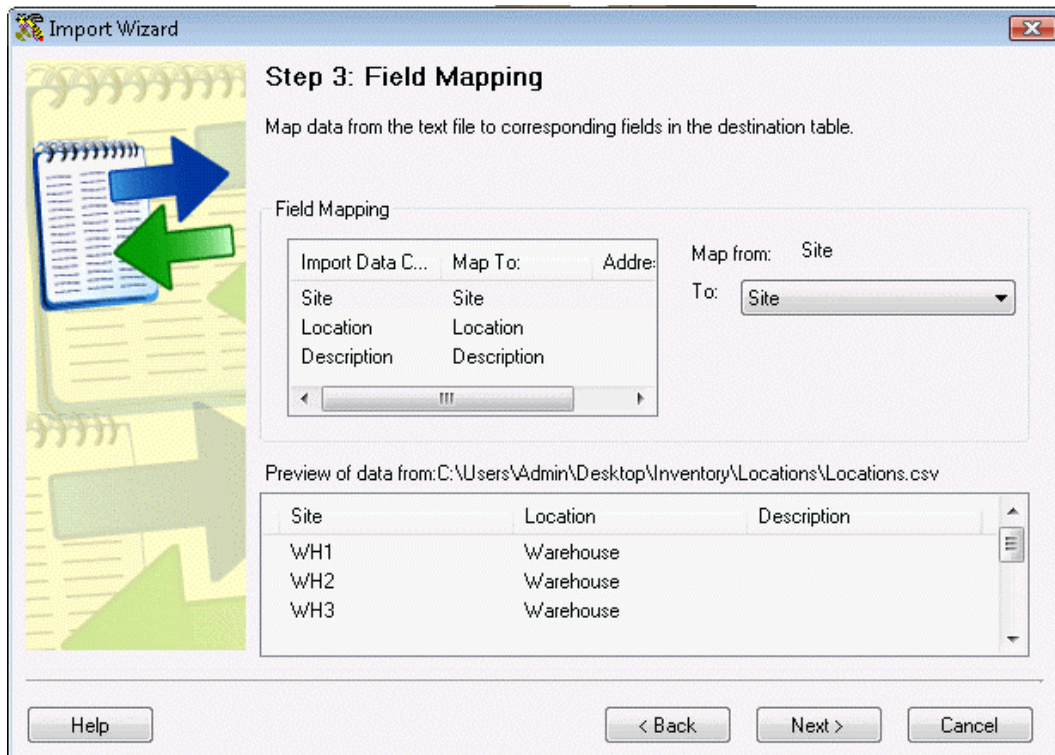 Import Wizard
Step 3: Field Mapping
Map data from the text file to corresponding fields in the destination table.
Field Mapping
Import Data C... Map To: Addre:
Site Site
Location Location
Description Description
Map from: Site
To: Site
Preview of data from:C:\Users\Admin\Desktop\Inventory\Locations\Locations.csv
Site Location Description
WH1 Warehouse
WH2 Warehouse
WH3 Warehouse
Help < Back Next > Cancel